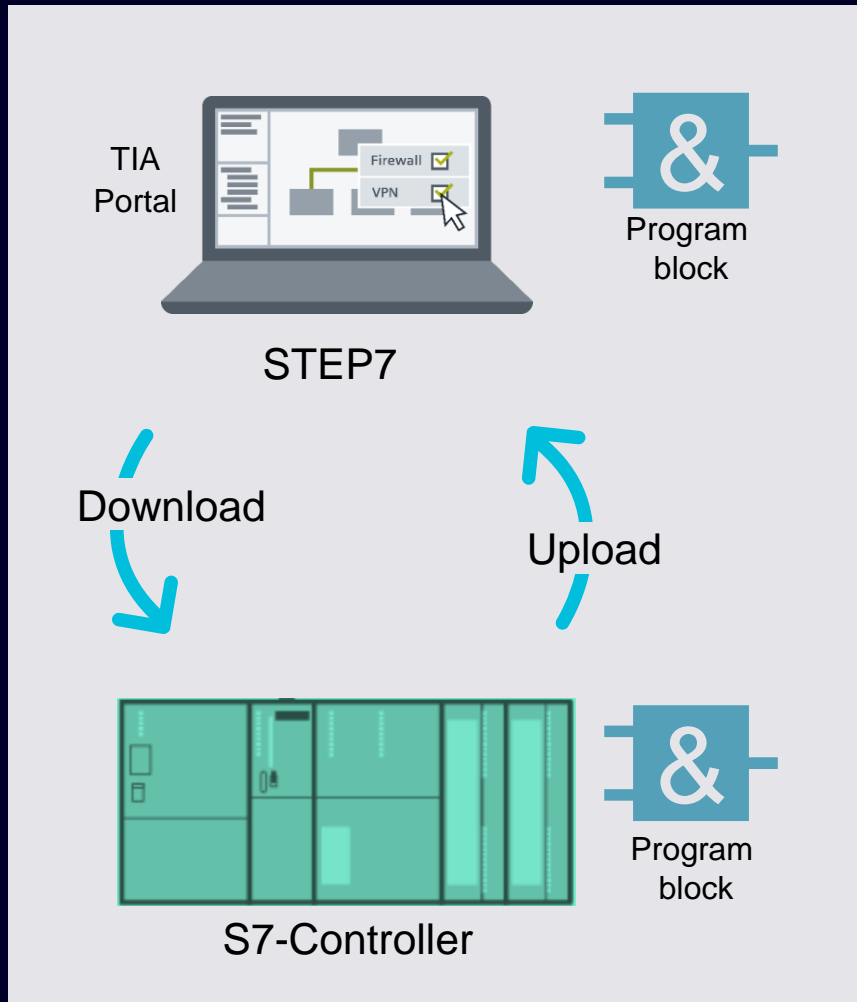 TIA
Portal
Firewall
VPN
&
Program
block
STEP7
Download
Upload
&
Program
block
S7-Controller